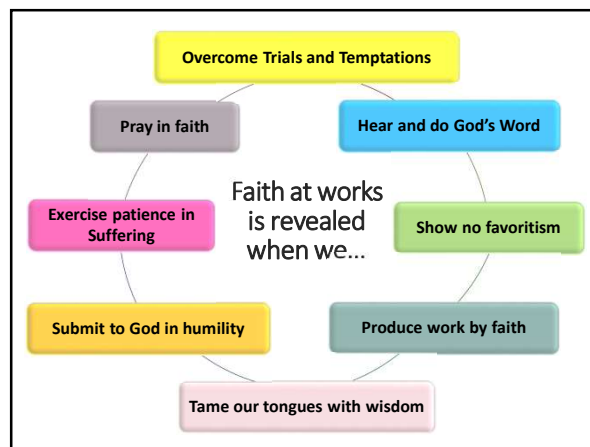 Overcome Trials and Temptations
Hear and do God's Word
Show no favoritism
Produce work by faith
Tame our tongues with wisdom
Submit to God in humility
Exercise patience in
Suffering
Pray in faith
Faith at works
is revealed
when we...